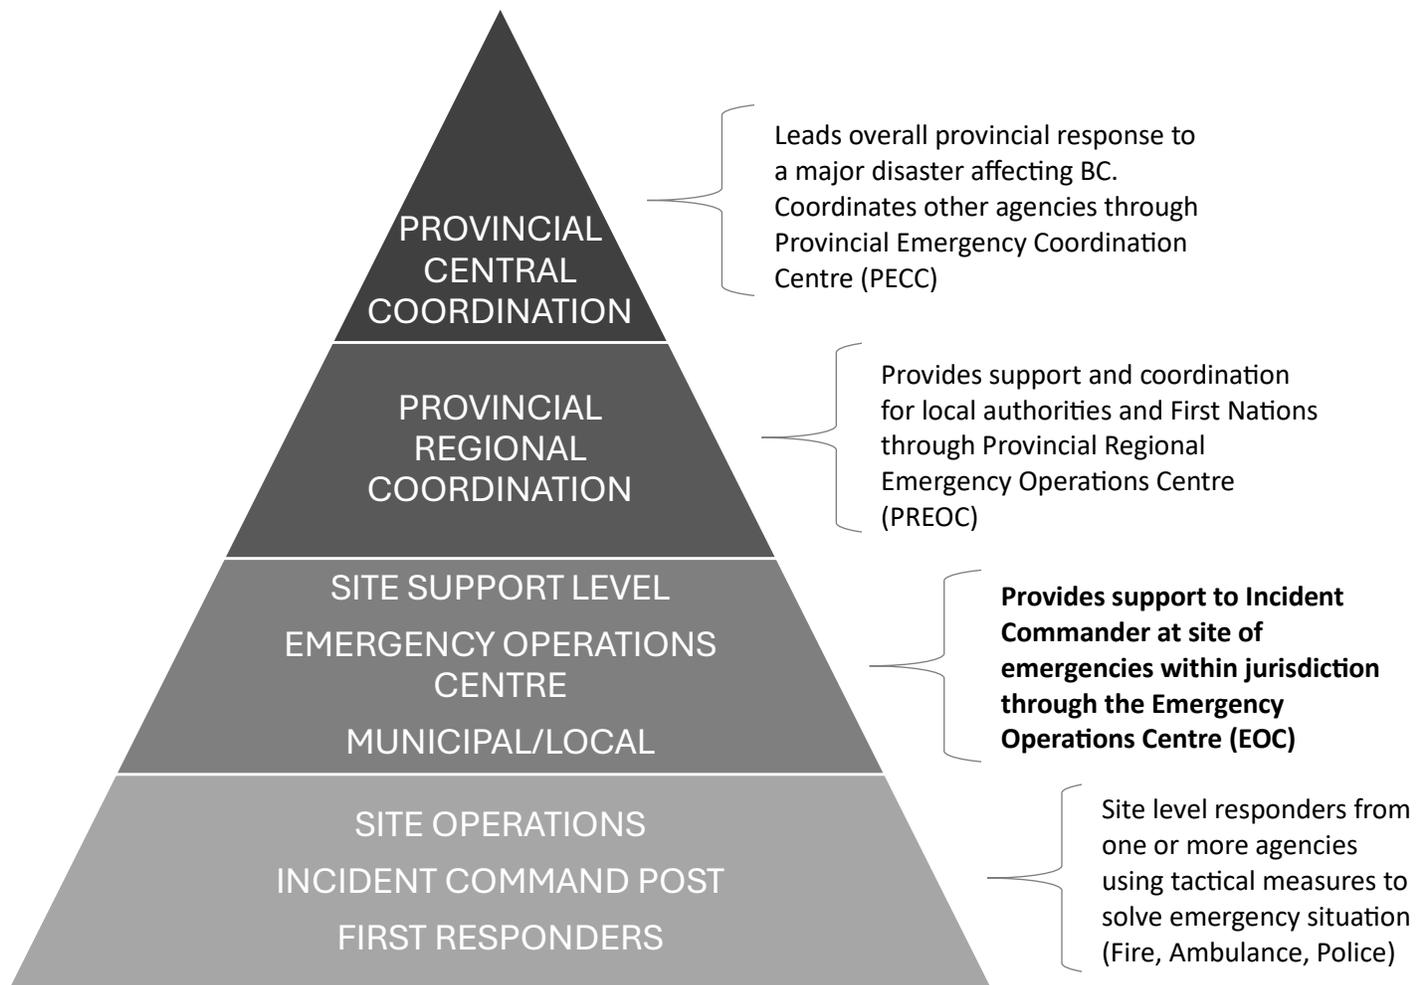 PROVINCIAL
CENTRAL
COORDINATION
Leads overall provincial response to
a major disaster affecting BC.
Coordinates other agencies through
Provincial Emergency Coordination
Centre (PECC)
PROVINCIAL
REGIONAL
COORDINATION
Provides support and coordination
for local authorities and First Nations
through Provincial Regional
Emergency Operations Centre
(PREOC)
SITE SUPPORT LEVEL
EMERGENCY OPERATIONS
CENTRE
MUNICIPAL/LOCAL
Provides support to Incident
Commander at site of
emergencies within jurisdiction
through the Emergency
Operations Centre (EOC)
SITE OPERATIONS
INCIDENT COMMAND POST
FIRST RESPONDERS
Site level responders from
one or more agencies
using tactical measures to
solve emergency situation
(Fire, Ambulance, Police)